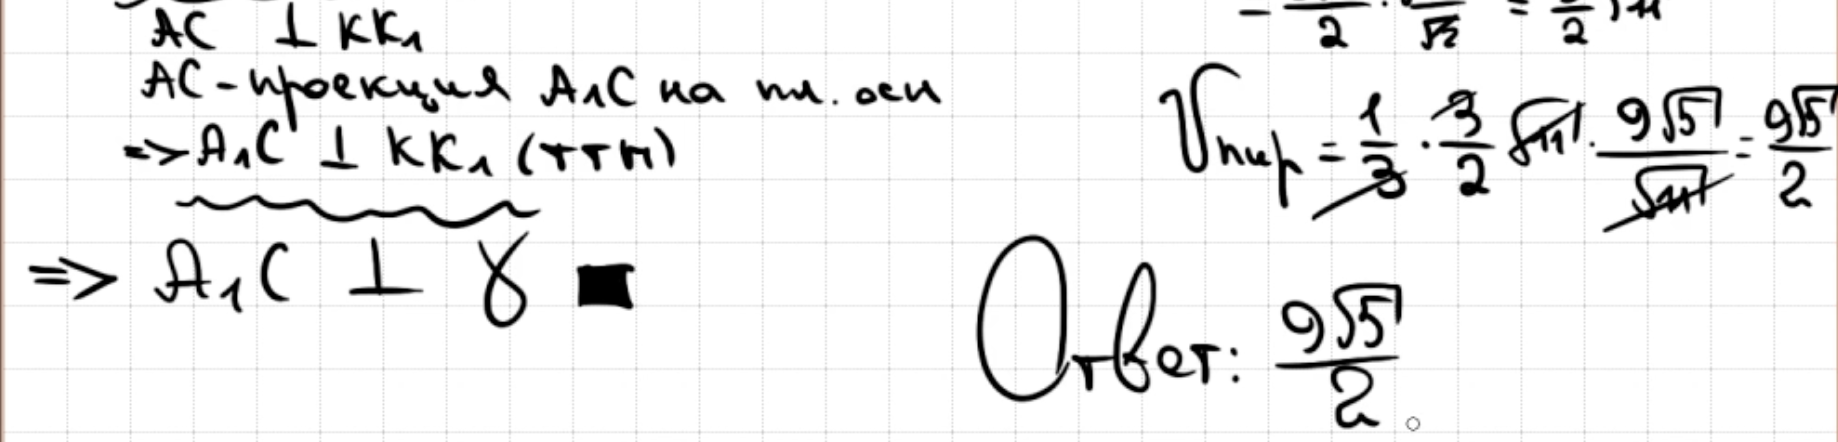 AC ⊥ KK₁
AC - проекция A₁C на пл. осн
=> A₁C ⊥ KK₁ (ТТП)
=> A₁C ⊥ γ ■
V пир = 1/3 · 3/2 √11 · 9√5/√11 = 9√5/2
Ответ: 9√5/2.